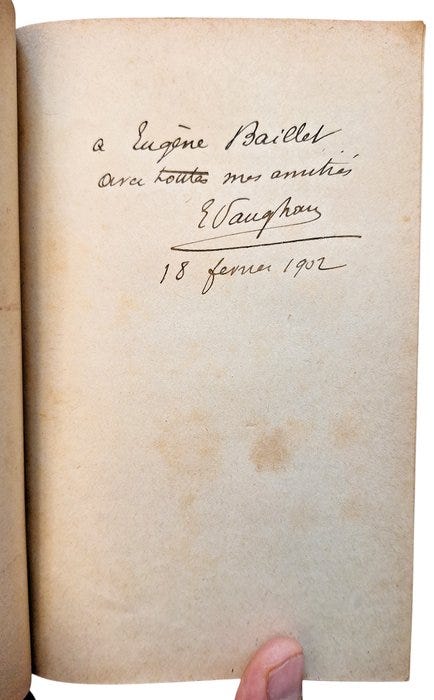 a Eugène Baillet
avec toutes mes amitiés
E Vaughan
18 fevrier 1902